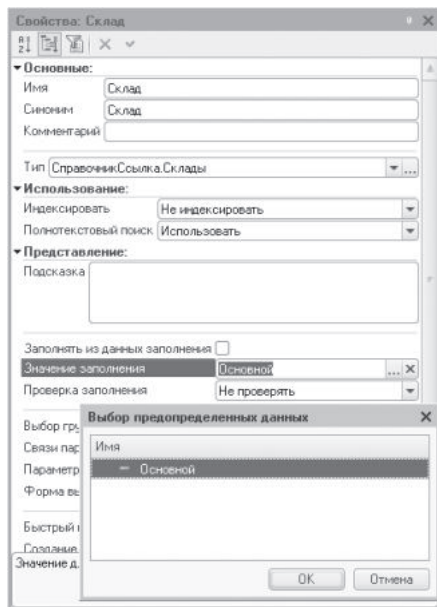 Свойства: Склад
Основные:
Имя Склад
Синоним Склад
Комментарий
Тип СправочникСсылка.Склады
Использование:
Индексировать Не индексировать
Полнотекстовый поиск Использовать
Представление:
Подсказка
Заполнять из данных заполнения
Значение заполнения Основной
Проверка заполнения Не проверять
Выбор гру
Связи пар
Параметр
Форма вы
Быстрый
Создание
Значение д
Выбор предопределенных данных
Имя
Основной
OK Отмена